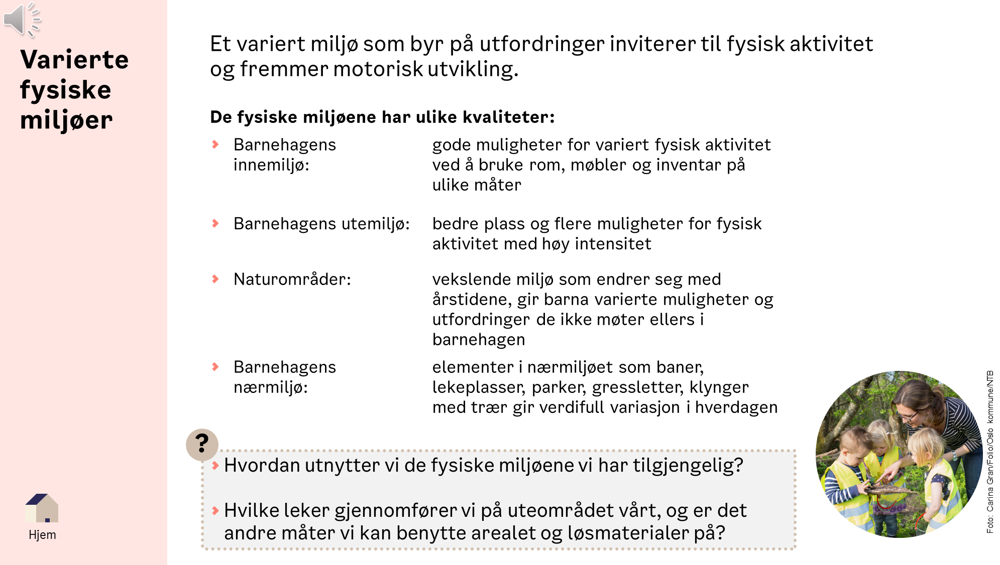 Varierte
fysiske
miljøer
Et variert miljø som byr på utfordringer inviterer til fysisk aktivitet
og fremmer motorisk utvikling.
De fysiske miljøene har ulike kvaliteter:
Barnehagens
innemiljø:
gode muligheter for variert fysisk aktivitet
ved å bruke rom, møbler og inventar på
ulike måter
Barnehagens utemiljø:
bedre plass og flere muligheter for fysisk
aktivitet med høy intensitet
Naturområder:
vekslende miljø som endrer seg med
årstidene, gir barna varierte muligheter og
utfordringer de ikke møter ellers i
barnehagen
Barnehagens
nærmiljø:
elementer i nærmiljøet som baner,
lekeplasser, parker, gressletter, klynger
med trær gir verdifull variasjon i hverdagen
?
Hvordan utnytter vi de fysiske miljøene vi har tilgjengelig?
Hvilke leker gjennomfører vi på uteområdet vårt, og er det
andre måter vi kan benytte arealet og løsmaterialer på?
Hjem
Foto: Carina Gran/Folio/Oslo kommune/NTB